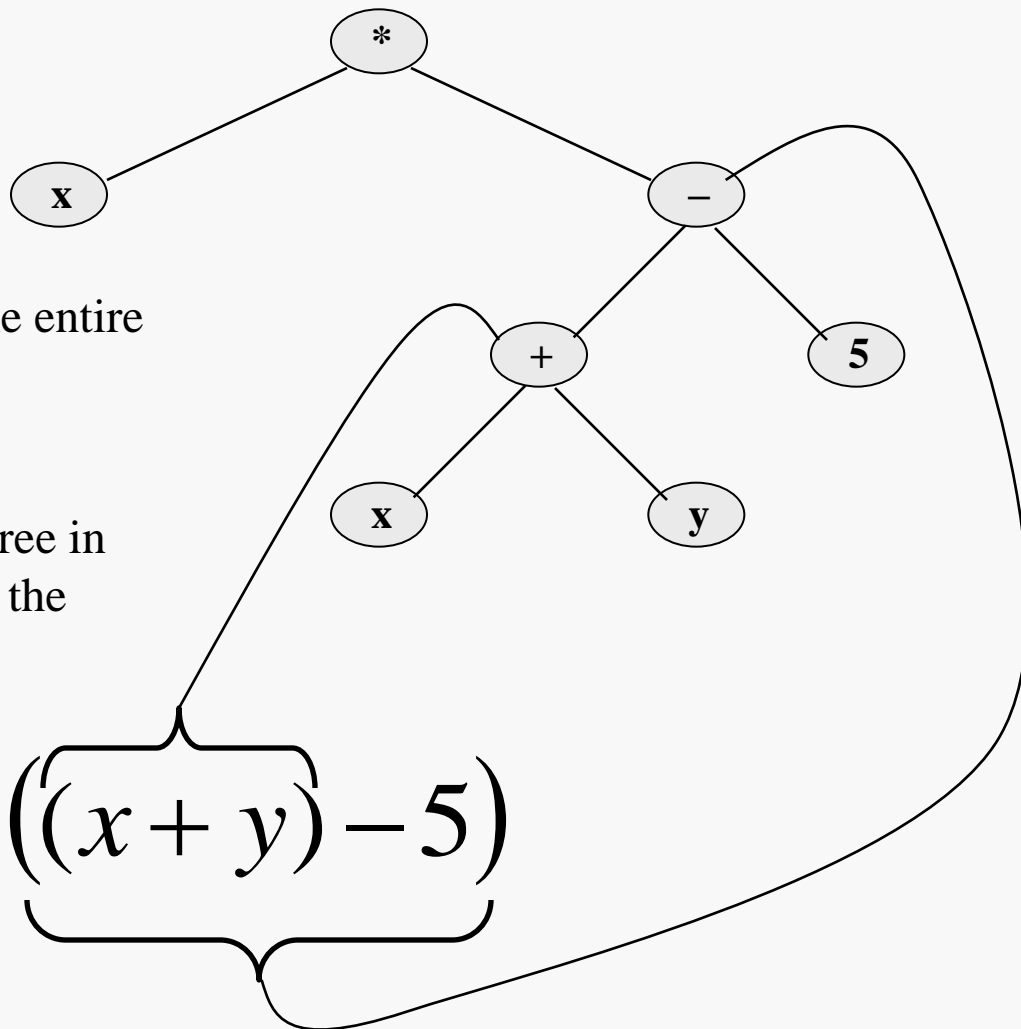 *
x
–
e entire
+
5
x
y
ree in
the
((x + y) – 5)